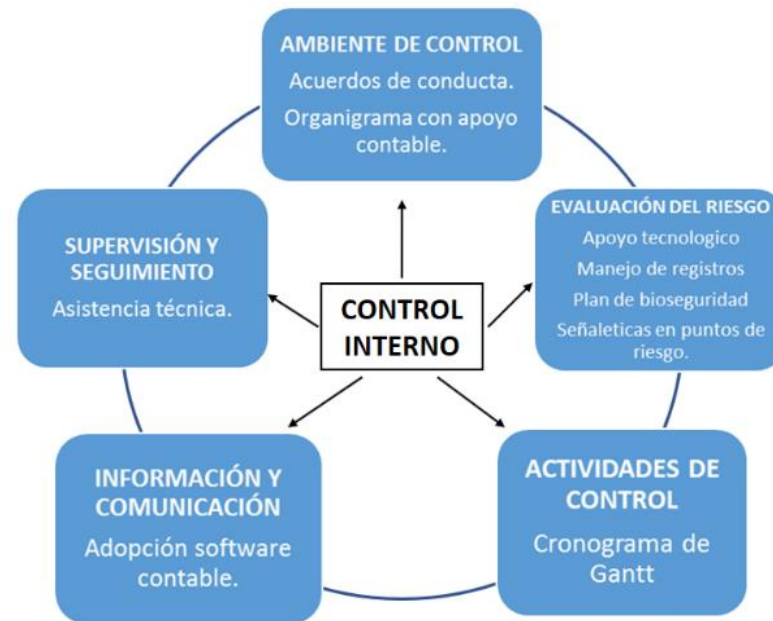 AMBIENTE DE CONTROL
Acuerdos de conducta.
Organigrama con apoyo
contable.
EVALUACIÓN DEL RIESGO
Apoyo tecnologico
Manejo de registros
Plan de bioseguridad
Señaleticas en puntos de
riesgo.
SUPERVISIÓN Y
SEGUIMIENTO
Asistencia técnica.
CONTROL
INTERNO
INFORMACIÓN Y
COMUNICACIÓN
Adopción software
contable.
ACTIVIDADES DE
CONTROL
Cronograma de
Gantt